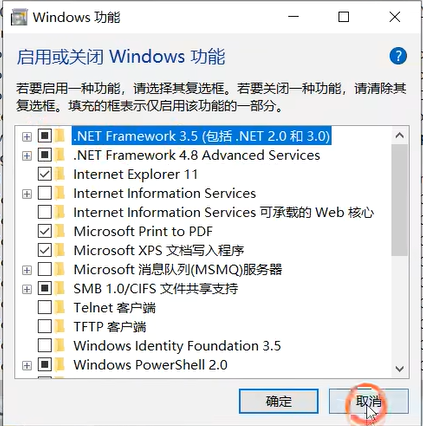 Windows 功能
启用或关闭 Windows 功能
?
若要启用一种功能，请选择其复选框。若要关闭一种功能，请清除其
复选框。填充的框表示仅启用该功能的一部分。
.NET Framework 3.5 (包括 .NET 2.0 和 3.0)
.NET Framework 4.8 Advanced Services
Internet Explorer 11
Internet Information Services
Internet Information Services 可承载的 Web 核心
Microsoft Print to PDF
Microsoft XPS 文档写入程序
Microsoft 消息队列(MSMQ)服务器
SMB 1.0/CIFS 文件共享支持
Telnet 客户端
TFTP 客户端
Windows Identity Foundation 3.5
Windows PowerShell 2.0
确定
取消